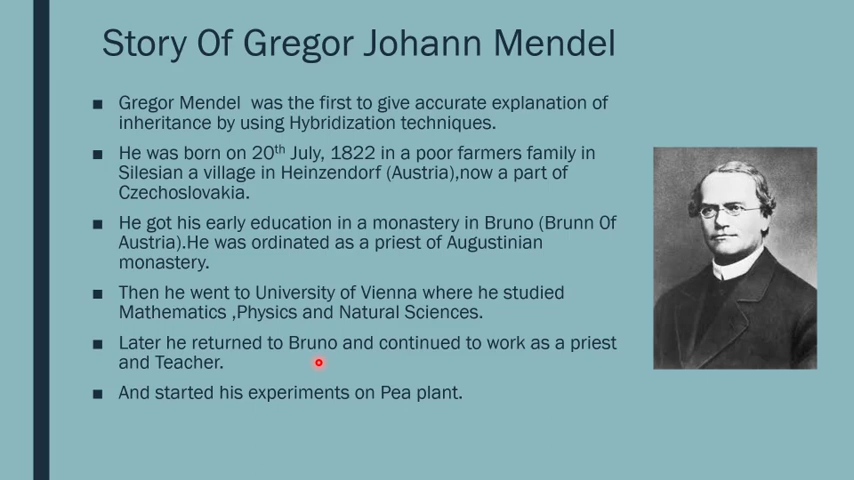 Story Of Gregor Johann Mendel
■ Gregor Mendel  was the first to give accurate explanation of
inheritance by using Hybridization techniques.
■ He was born on 20th July, 1822 in a poor farmers family in
Silesian a village in Heinzendorf (Austria),now a part of
Czechoslovakia.
■ He got his early education in a monastery in Bruno (Brunn Of
Austria).He was ordinated as a priest of Augustinian
monastery.
■ Then he went to University of Vienna where he studied
Mathematics ,Physics and Natural Sciences.
■ Later he returned to Bruno and continued to work as a priest
and Teacher.
■ And started his experiments on Pea plant.